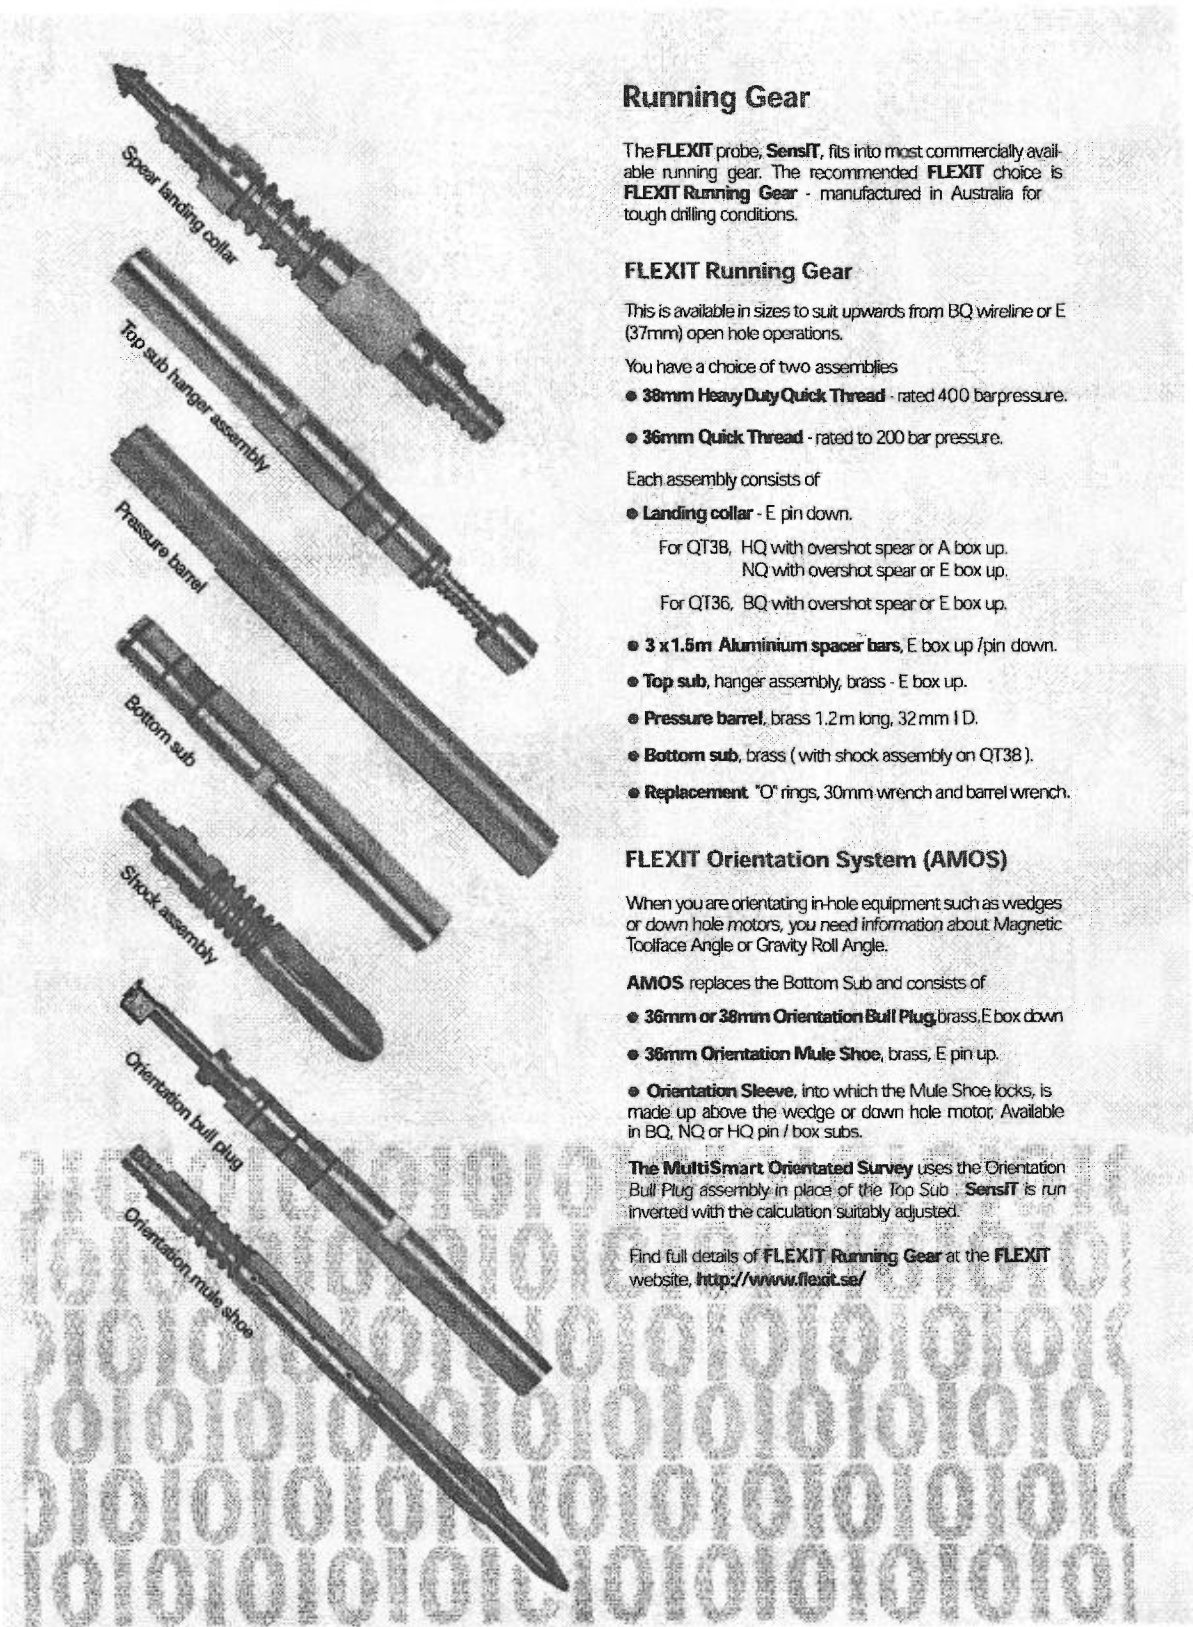 Spear landing collar
Top sub hanger assembly
Pressure barrel
Bottom sub
Shock assembly
Orientation bull plug
Orientation mule shoe
Running Gear
The FLEXIT probe, SensIT, fits into most commercially avail-
able running gear. The recommended FLEXIT choice is
FLEXIT Running Gear - manufactured in Australia for
tough drilling conditions.
FLEXIT Running Gear
This is available in sizes to suit upwards from BQ wireline or E
(37mm) open hole operations.
You have a choice of two assemblies
● 38mm Heavy Duty Quick Thread - rated 400 barpressure.
● 36mm Quick Thread - rated to 200 bar pressure.
Each assembly consists of
● Landing collar - E pin down.
For QT38, HQ with overshot spear or A box up.
NQ with overshot spear or E box up.
For QT36, BQ with overshot spear or E box up.
● 3 x 1.5m Aluminium spacer bars, E box up /pin down.
● Top sub, hanger assembly, brass - E box up.
● Pressure barrel, brass 1.2m long, 32mm I D.
● Bottom sub, brass ( with shock assembly on QT38 ).
● Replacement "O" rings, 30mm wrench and barrel wrench.
FLEXIT Orientation System (AMOS)
When you are orientating in-hole equipment such as wedges
or down hole motors, you need information about Magnetic
Toolface Angle or Gravity Roll Angle.
AMOS replaces the Bottom Sub and consists of
● 36mm or 38mm Orientation Bull Plug, brass, E box down
● 36mm Orientation Mule Shoe, brass, E pin up.
● Orientation Sleeve, into which the Mule Shoe locks, is
made up above the wedge or down hole motor, Available
in BQ, NQ or HQ pin / box subs.
The MultiSmart Orientated Survey uses the Orientation
Bull Plug assembly in place of the Top Sub . SensIT is run
inverted with the calculation suitably adjusted.
Find full details of FLEXIT Running Gear at the FLEXIT
website, http://www.flexit.se/